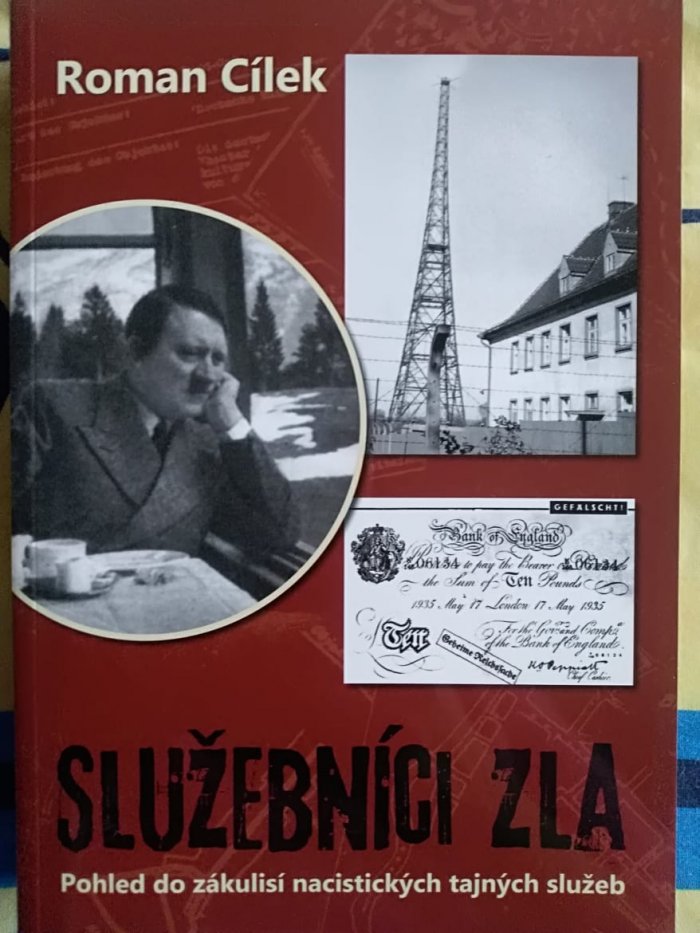 Roman Cílek
GEFÄLSCHT!
Bank of England
06134 to pay the Bearer 06134
the Sum of Ten Pounds
1935 May 17 London 17 May 1935
For the Gov.r and Comp.a
of the Bank of England.
Ten
Geheime Reichssache
Chief Cashier
SLUŽEBNÍCI ZLA
Pohled do zákulisí nacistických tajných služeb